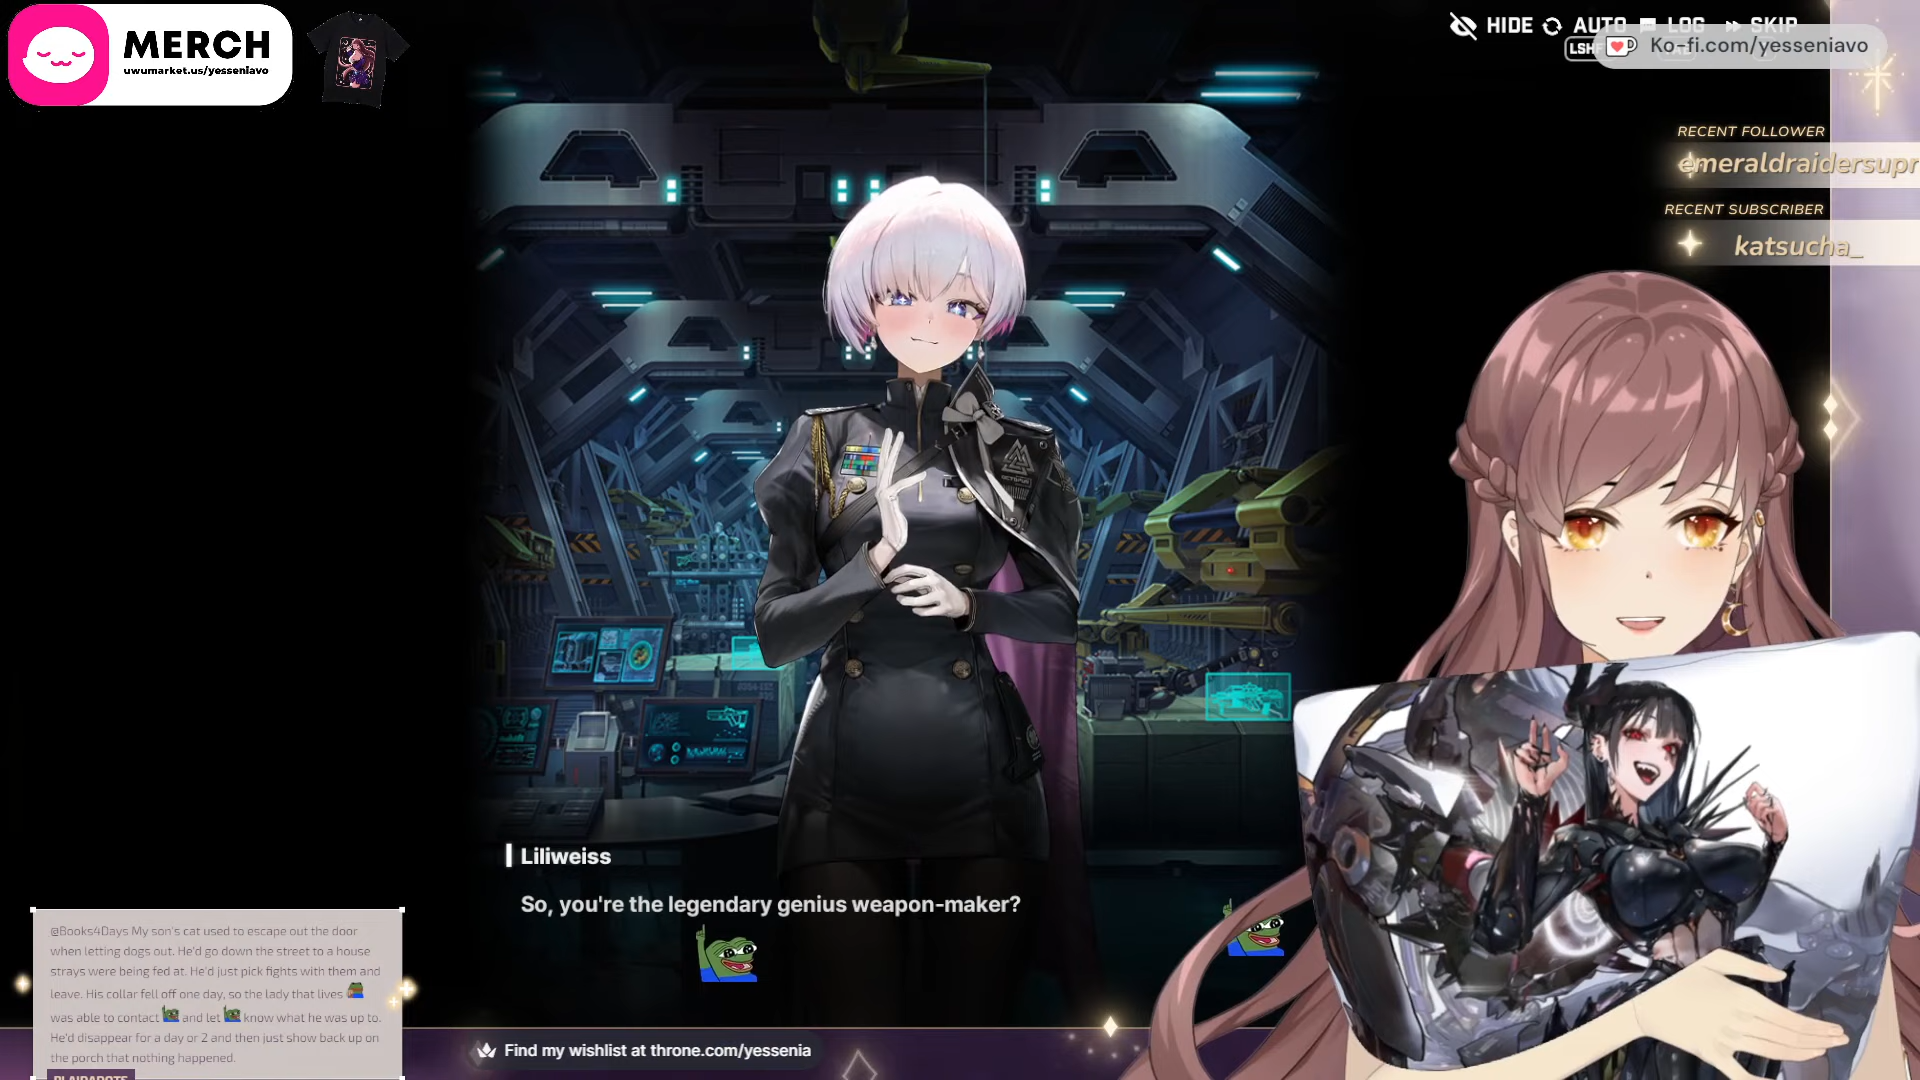 MERCH
uwumarket.us/yesseniavo
HIDE AUTO LOG SKIP
LSHF
Ko-fi.com/yesseniavo
RECENT FOLLOWER
emeraldraidersupr
RECENT SUBSCRIBER
katsucha_
Liliweiss
So, you're the legendary genius weapon-maker?
@Books4Days My son's cat used to escape out the door
when letting dogs out. He'd go down the street to a house
strays were being fed at. He'd just pick fights with them and
leave. His collar fell off one day, so the lady that lives
was able to contact and let know what he was up to.
He'd disappear for a day or 2 and then just show back up on
the porch that nothing happened.
Find my wishlist at throne.com/yessenia